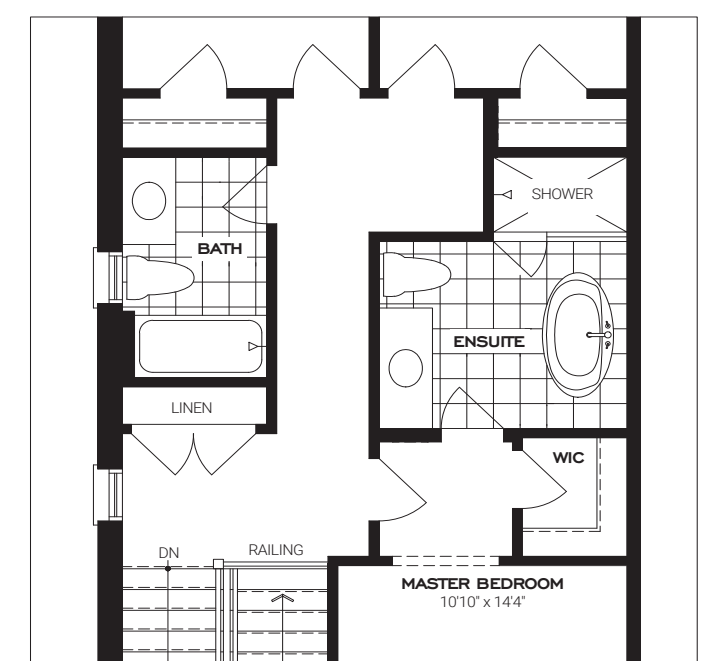 SHOWER
BATH
ENSUITE
LINEN
WIC
DN
RAILING
MASTER BEDROOM
10'10" x 14'4"